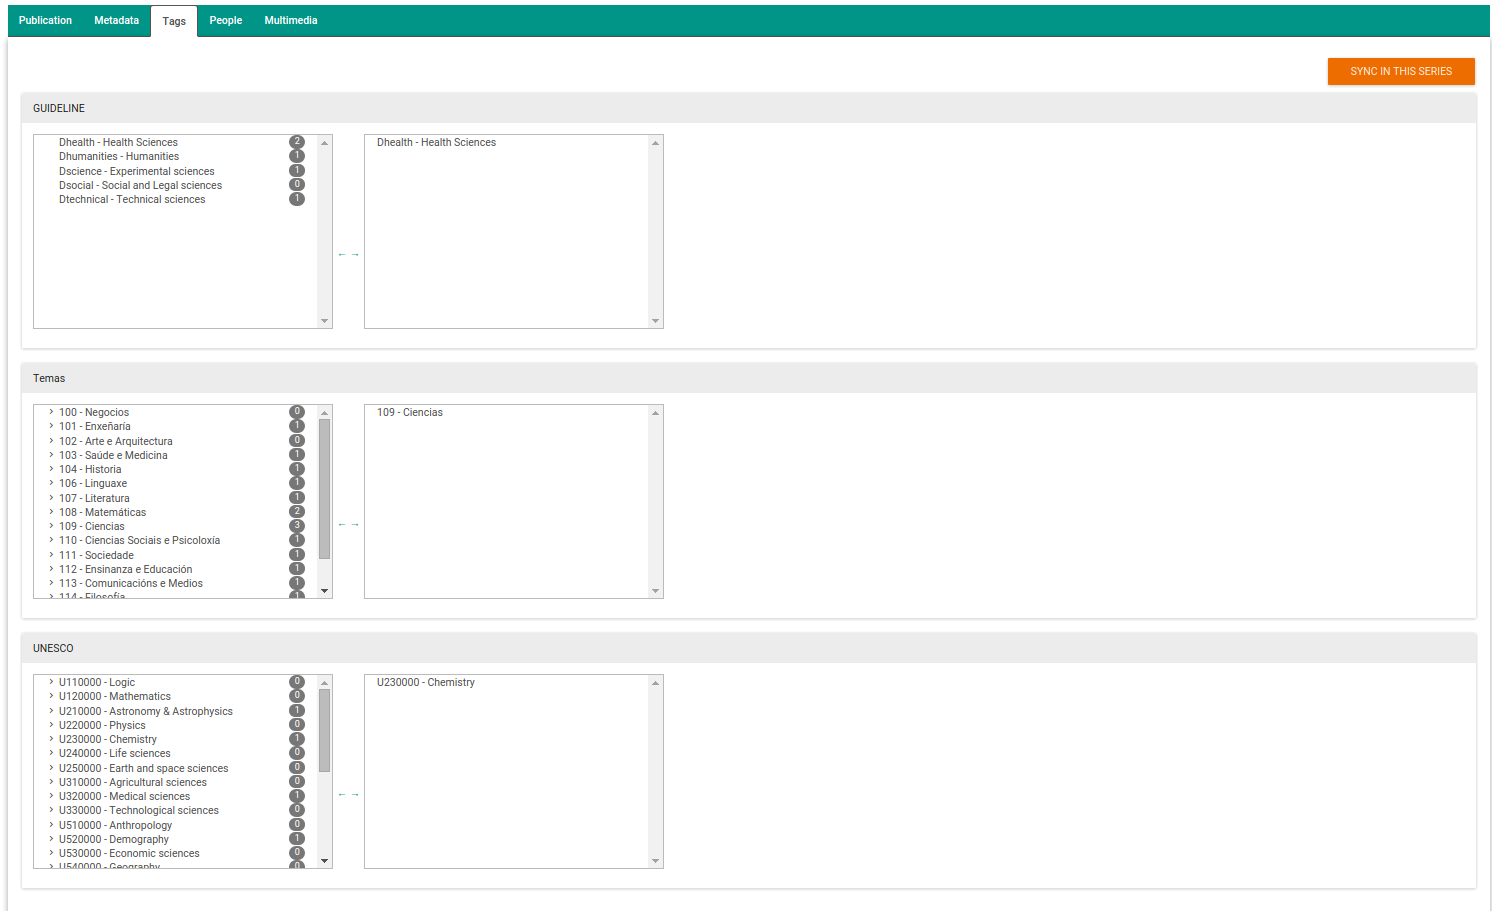 Publication Metadata Tags People Multimedia
SYNC IN THIS SERIES
GUIDELINE
Dhealth - Health Sciences 2
Dhumanities - Humanities 1
Dscience - Experimental sciences 1
Dsocial - Social and Legal sciences 0
Dtechnical - Technical sciences 1
← →
Dhealth - Health Sciences
Temas
100 - Negocios 0
101 - Enxeñaría 1
102 - Arte e Arquitectura 0
103 - Saúde e Medicina 1
104 - Historia 1
106 - Linguaxe 1
107 - Literatura 1
108 - Matemáticas 2
109 - Ciencias 3
110 - Ciencias Sociais e Psicoloxía 1
111 - Sociedade 1
112 - Ensinanza e Educación 1
113 - Comunicacións e Medios 1
114 - Filosofía 1
← →
109 - Ciencias
UNESCO
U110000 - Logic 0
U120000 - Mathematics 0
U210000 - Astronomy & Astrophysics 1
U220000 - Physics 0
U230000 - Chemistry 1
U240000 - Life sciences 0
U250000 - Earth and space sciences 0
U310000 - Agricultural sciences 0
U320000 - Medical sciences 1
U330000 - Technological sciences 0
U510000 - Anthropology 0
U520000 - Demography 1
U530000 - Economic sciences 0
U540000 - Geography 0
← →
U230000 - Chemistry